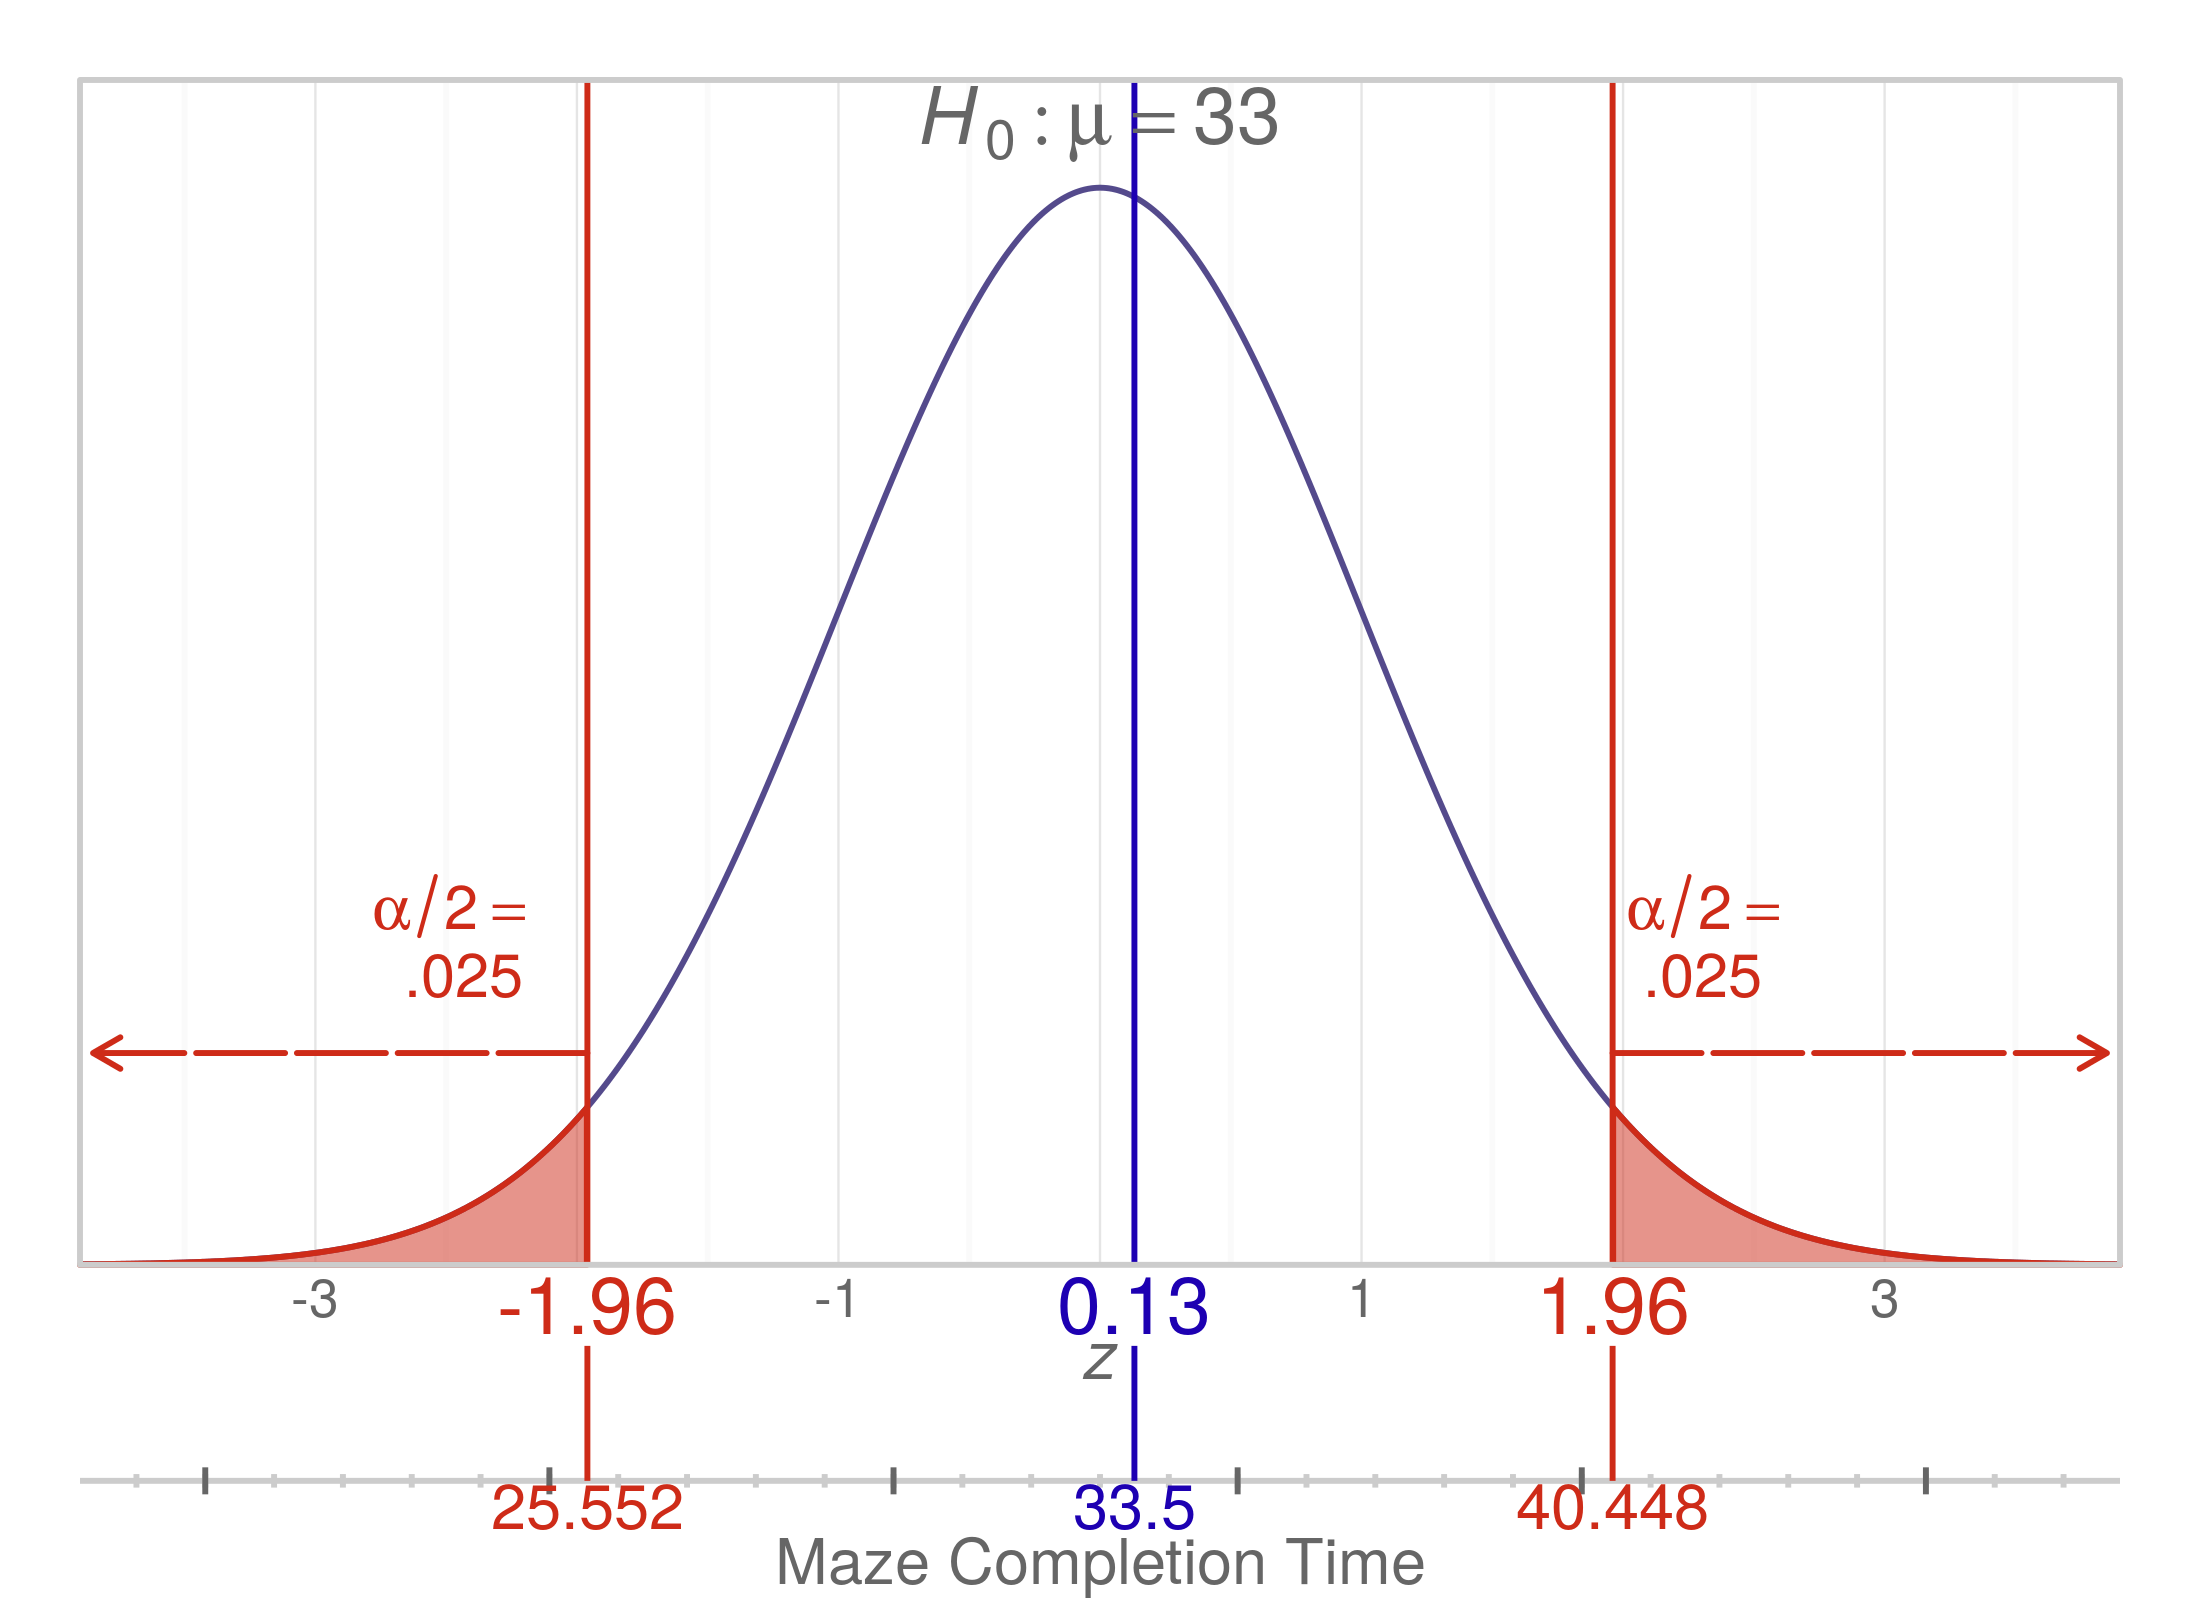 H₀ : μ = 33
α/2 = α/2 =
.025 .025
-3 -1.96 -1 0.13 1 1.96 3
z
25.552 33.5 40.448
Maze Completion Time